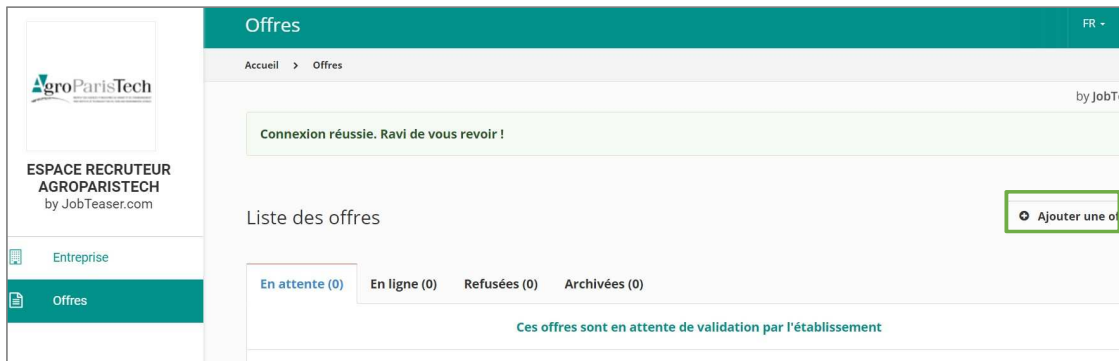 AgroParisTech
ESPACE RECRUTEUR
AGROPARISTECH
by JobTeaser.com
Entreprise
Offres
Offres
FR
Accueil > Offres
by JobTe
Connexion réussie. Ravi de vous revoir !
Liste des offres
Ajouter une of
En attente (0) En ligne (0) Refusées (0) Archivées (0)
Ces offres sont en attente de validation par l'établissement